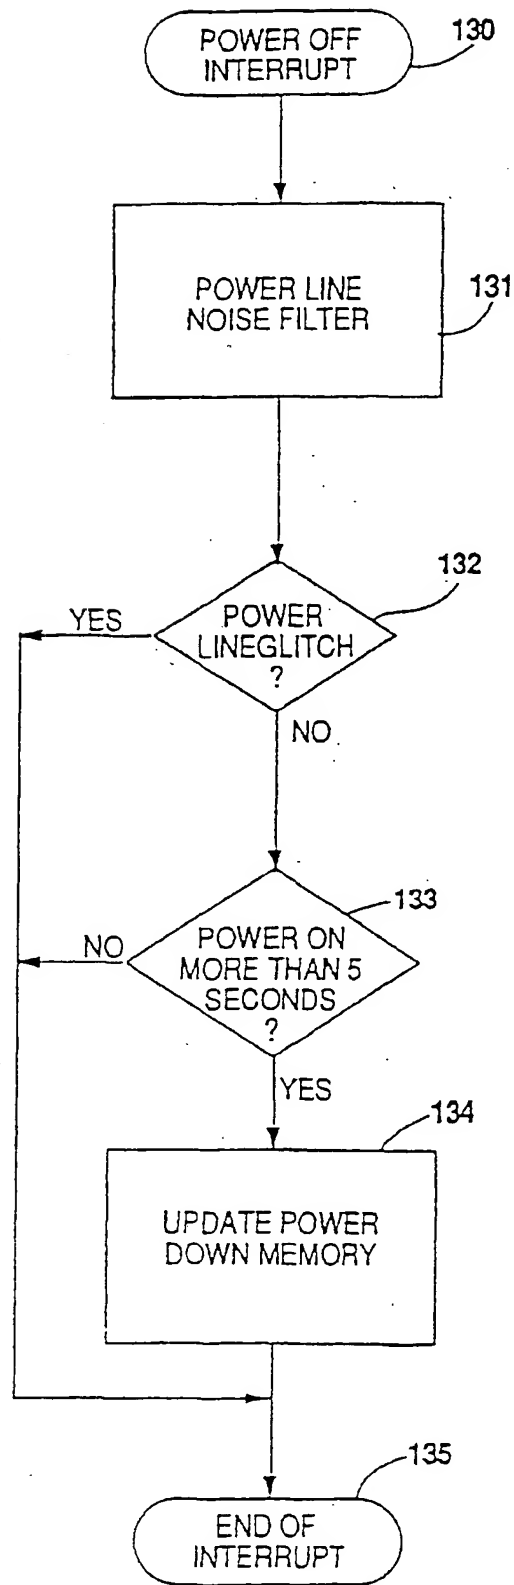 POWER OFF
INTERRUPT
130
POWER LINE
NOISE FILTER
131
132
POWER
LINEGLITCH
?
YES
NO
133
POWER ON
MORE THAN 5
SECONDS
?
NO
YES
134
UPDATE POWER
DOWN MEMORY
135
END OF
INTERRUPT